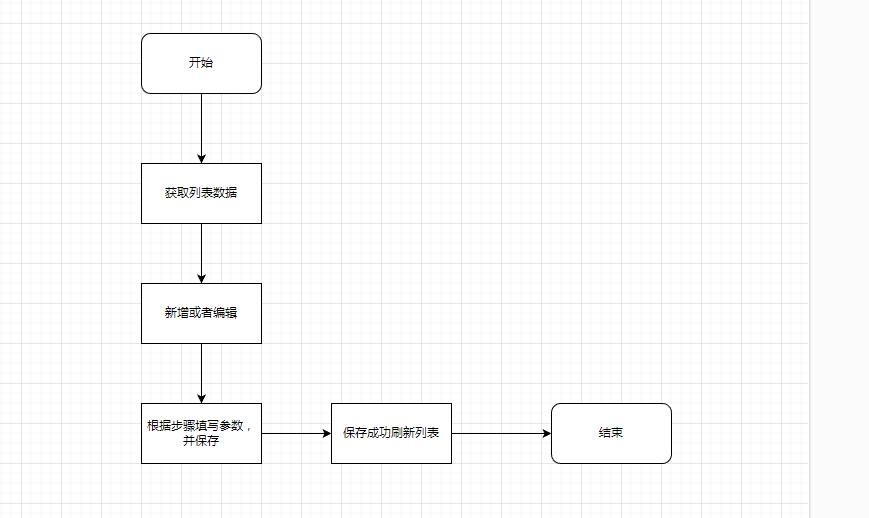 开始
获取列表数据
新增或者编辑
根据步骤填写参数，
并保存
保存成功刷新列表
结束